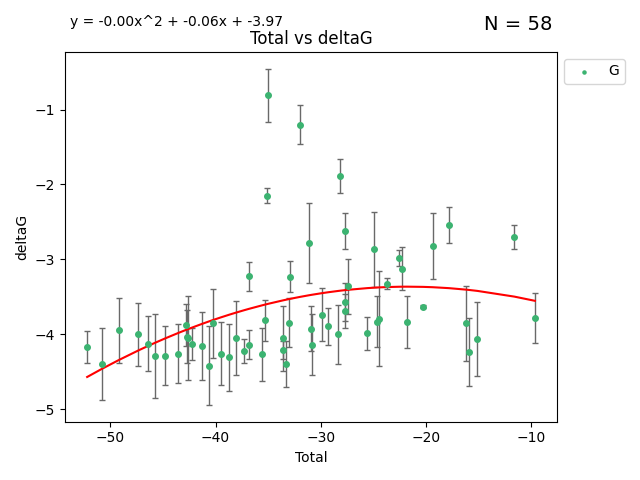 y = -0.00x^2 + -0.06x + -3.97
N = 58
Total vs deltaG
G
deltaG
−1
−2
−3
−4
−5
−50
−40
−30
−20
−10
Total